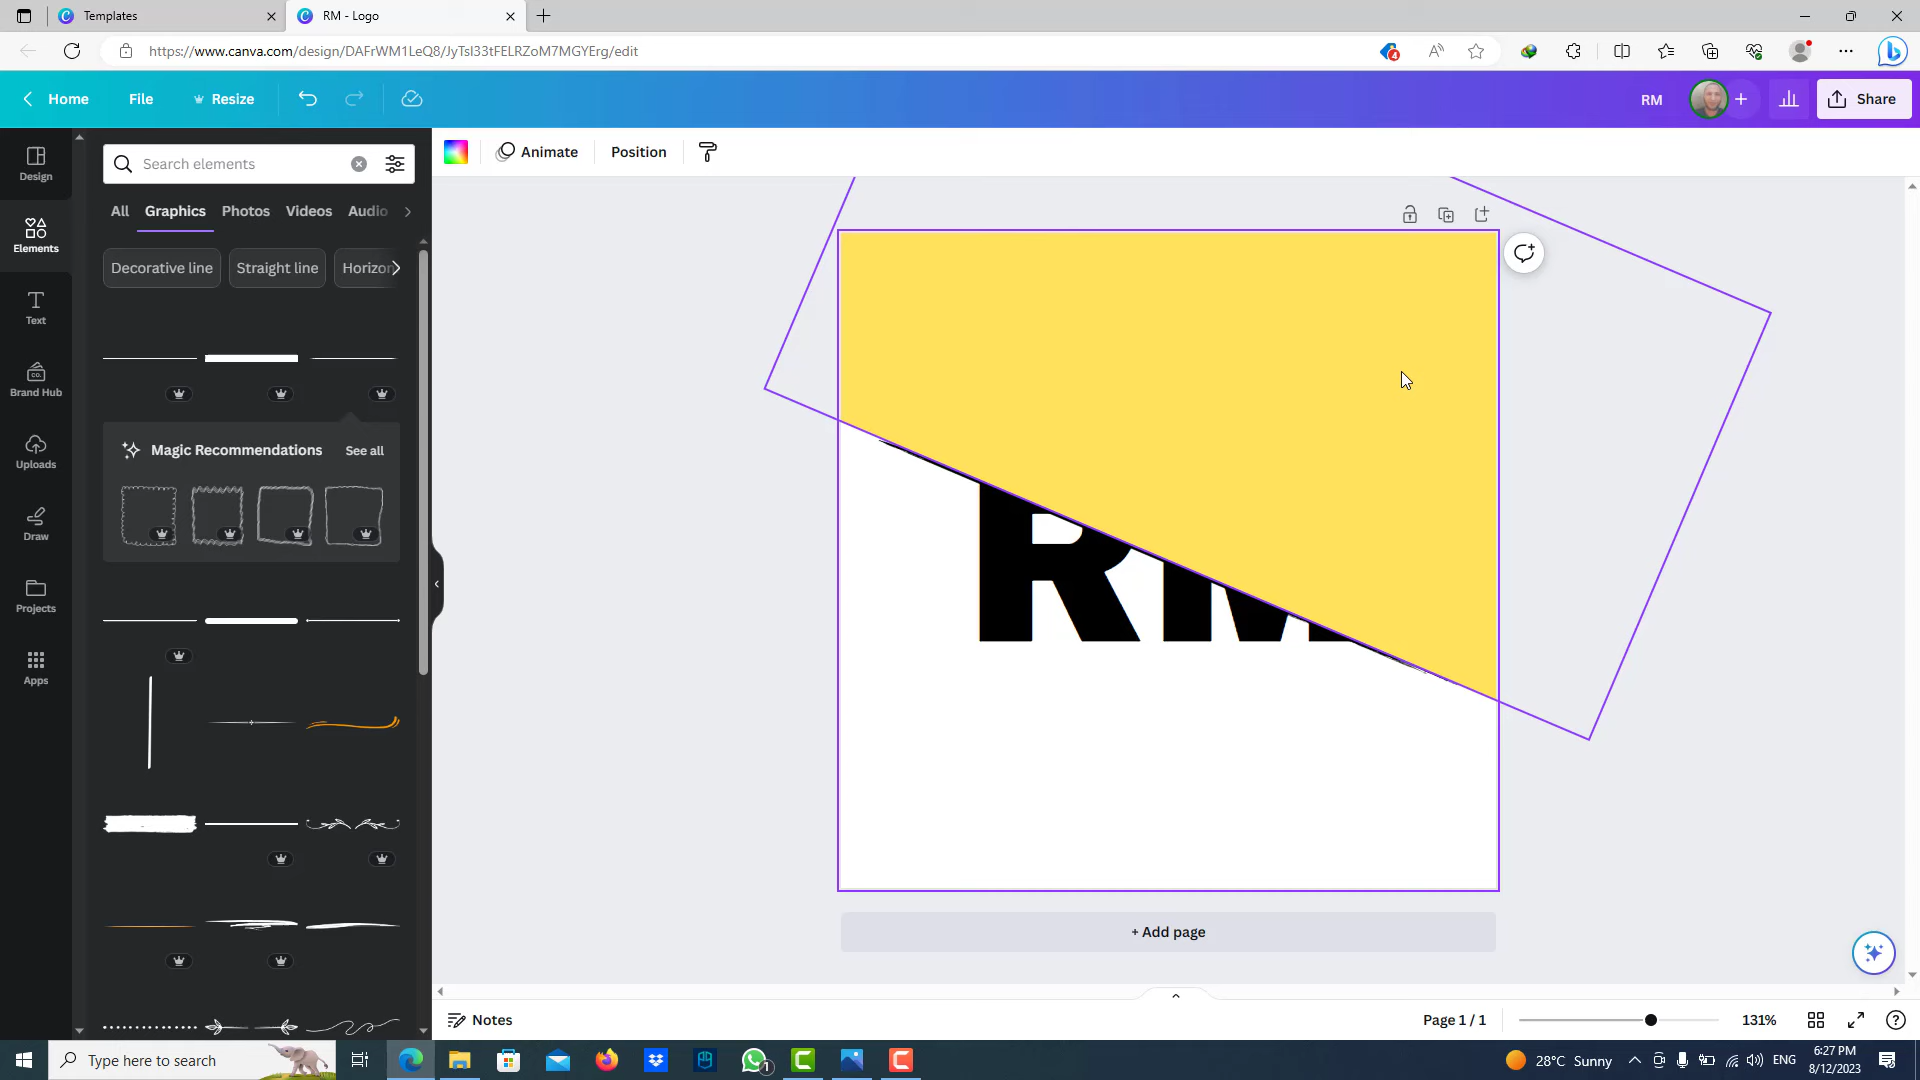 Templates
RM - Logo
https://www.canva.com/design/DAFrWM1LeQ8/JyTsI33tFELRZoM7MGYErg/edit
4
Home
File
Resize
RM
Share
Design
Elements
Text
Brand Hub
CO.
Uploads
Draw
Projects
Apps
Search elements
All
Graphics
Photos
Videos
Audio
Decorative line
Straight line
Horizon
Magic Recommendations
See all
Animate
Position
RM
+ Add page
Notes
Page 1 / 1
131%
Type here to search
1
28°C Sunny
ENG
6:27 PM
8/12/2023